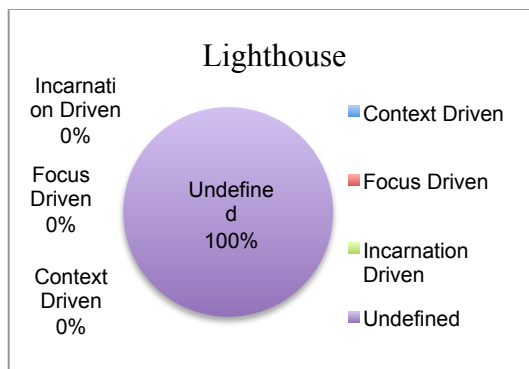 Lighthouse
Incarnati
on Driven
0%
Focus
Driven
0%
Context
Driven
0%
Undefine
d
100%
Context Driven
Focus Driven
Incarnation
Driven
Undefined